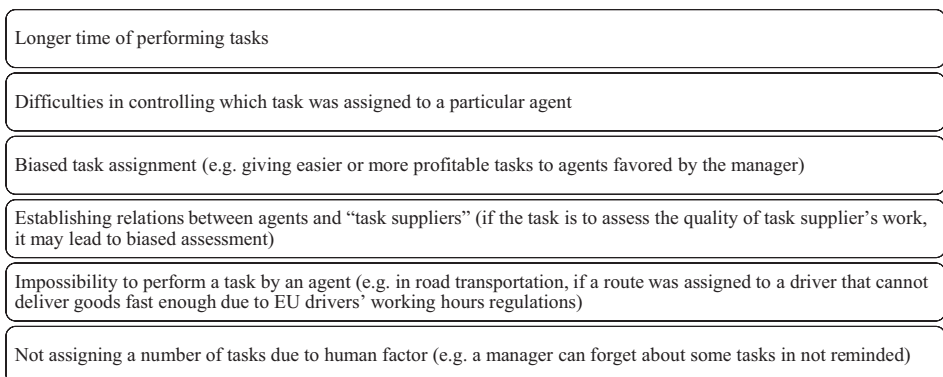 Longer time of performing tasks
Difficulties in controlling which task was assigned to a particular agent
Biased task assignment (e.g. giving easier or more profitable tasks to agents favored by the manager)
Establishing relations between agents and “task suppliers” (if the task is to assess the quality of task supplier’s work,
it may lead to biased assessment)
Impossibility to perform a task by an agent (e.g. in road transportation, if a route was assigned to a driver that cannot
deliver goods fast enough due to EU drivers’ working hours regulations)
Not assigning a number of tasks due to human factor (e.g. a manager can forget about some tasks in not reminded)